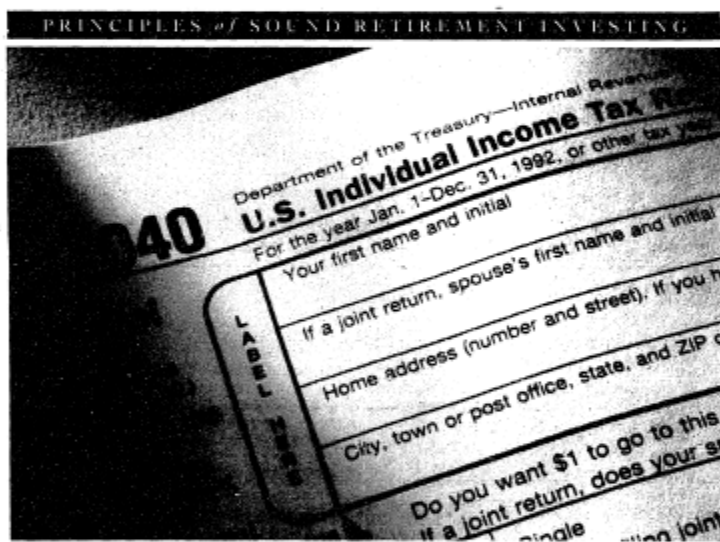 PRINCIPLES of SOUND RETIREMENT INVESTING
Department of the Treasury—Internal Revenue
040
U.S. Individual Income Tax
For the year Jan. 1–Dec. 31, 1992, or other tax year
Your first name and initial
If a joint return, spouse's first name and initial
Home address (number and street). If you
City, town or post office, state, and ZIP
LABEL HERE
Do you want $1 to go to this
If a joint return, does your
Single
joint